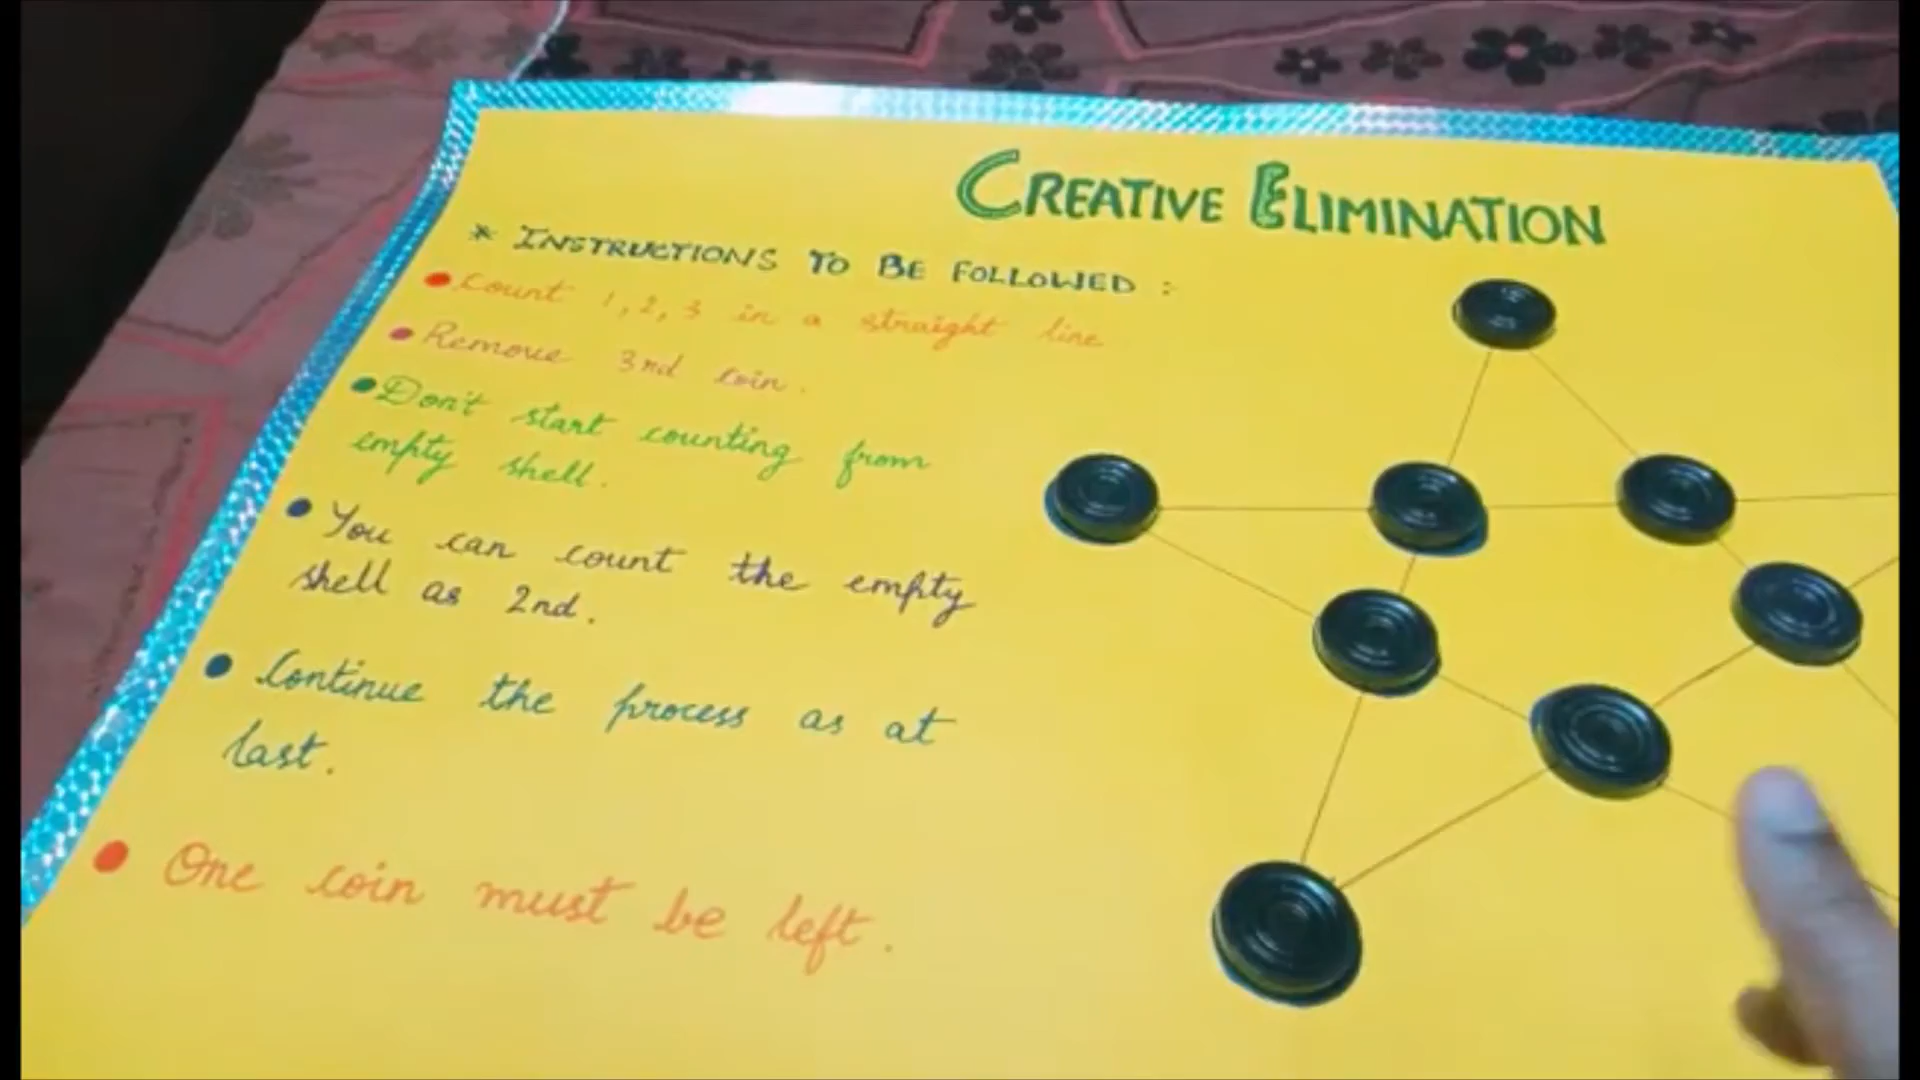 CREATIVE ELIMINATION
* INSTRUCTIONS TO BE FOLLOWED :
Count 1, 2, 3 in a straight line
Remove 3rd coin.
Don't start counting from
empty shell.
You can count the empty
shell as 2nd.
Continue the process as at
last.
One coin must be left.